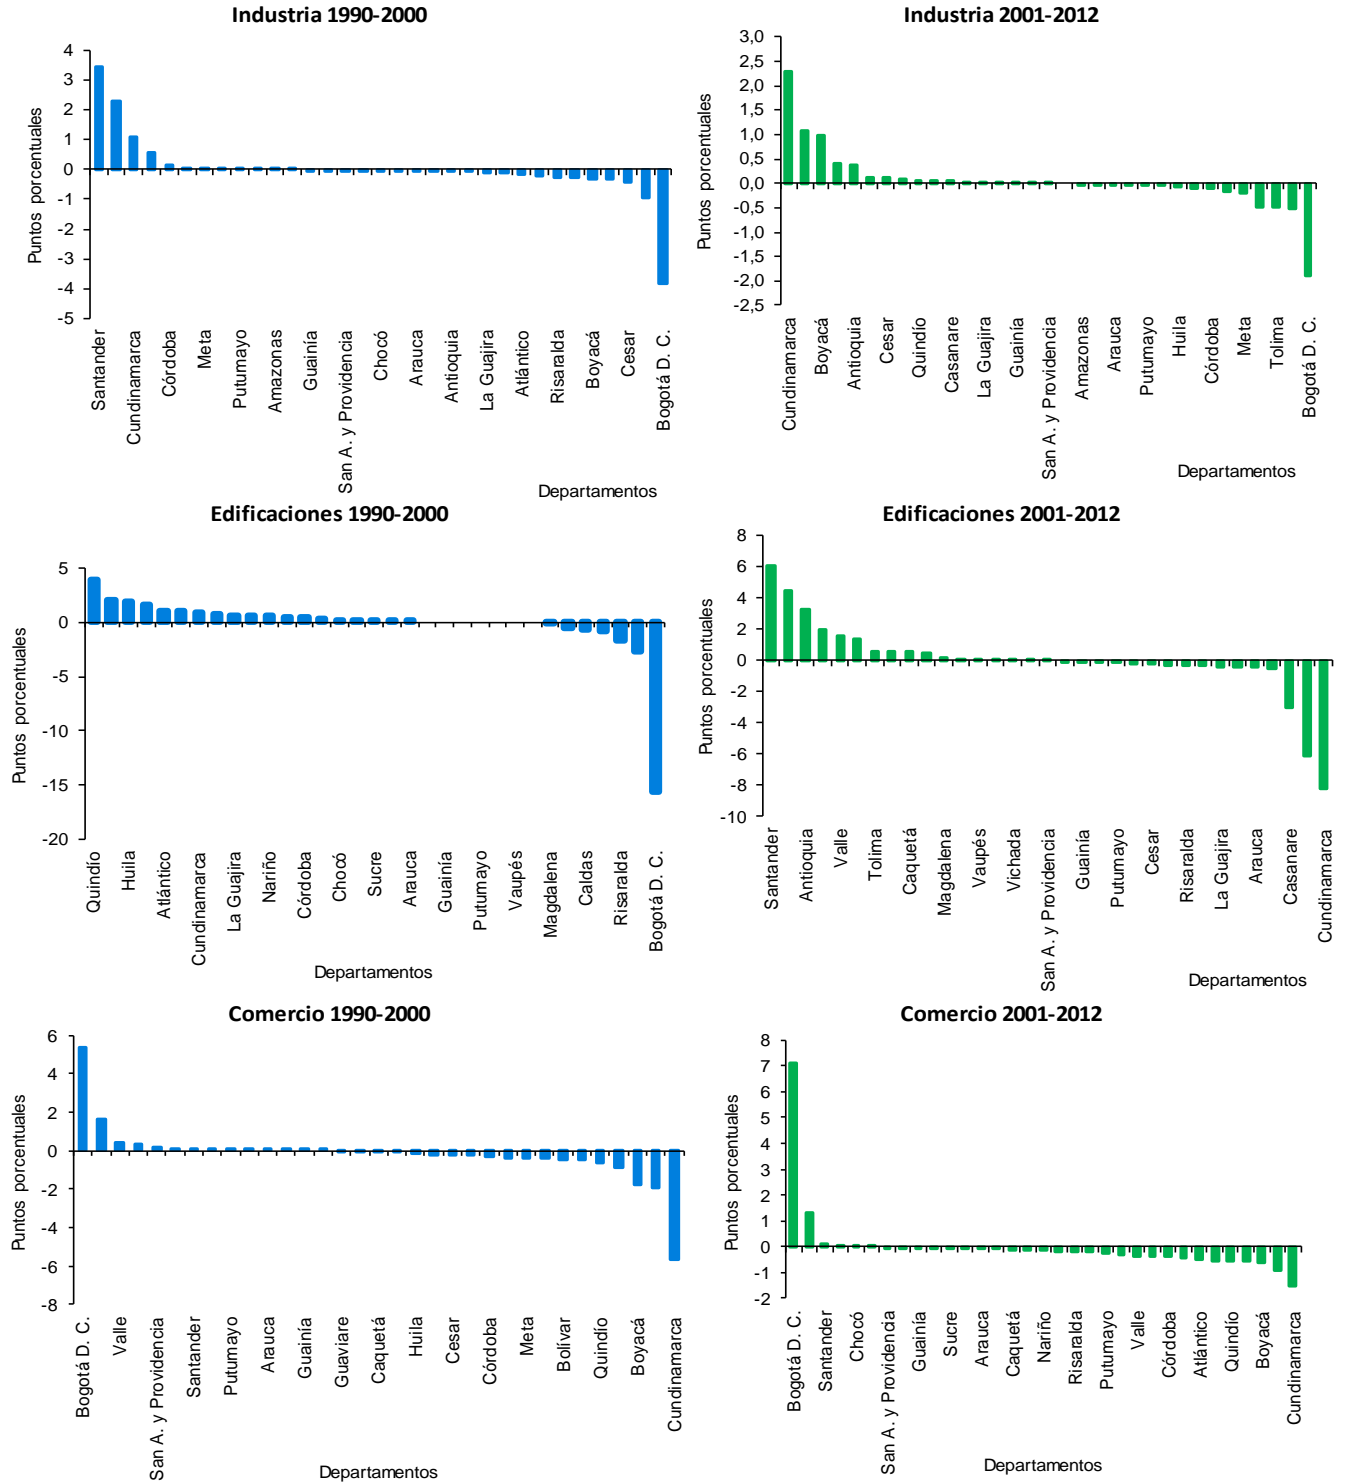 Industria 1990-2000
Puntos porcentuales
4
3
2
1
0
-1
-2
-3
-4
-5
Santander
Cundinamarca
Córdoba
Meta
Putumayo
Amazonas
Guainía
San A. y Providencia
Chocó
Arauca
Antioquia
La Guajira
Atlántico
Risaralda
Boyacá
Cesar
Bogotá D. C.
Departamentos
Industria 2001-2012
Puntos porcentuales
3,0
2,5
2,0
1,5
1,0
0,5
0,0
-0,5
-1,0
-1,5
-2,0
-2,5
Cundinamarca
Boyacá
Antioquia
Cesar
Quindío
Casanare
La Guajira
Guainía
San A. y Providencia
Amazonas
Arauca
Putumayo
Huila
Córdoba
Meta
Tolima
Bogotá D. C.
Departamentos
Edificaciones 1990-2000
Puntos porcentuales
5
0
-5
-10
-15
-20
Quindío
Huila
Atlántico
Cundinamarca
La Guajira
Nariño
Córdoba
Chocó
Sucre
Arauca
Guainía
Putumayo
Vaupés
Magdalena
Caldas
Risaralda
Bogotá D. C.
Departamentos
Edificaciones 2001-2012
Puntos porcentuales
8
6
4
2
0
-2
-4
-6
-8
-10
Santander
Antioquia
Valle
Tolima
Caquetá
Magdalena
Vaupés
Vichada
San A. y Providencia
Guainía
Putumayo
Cesar
Risaralda
La Guajira
Arauca
Casanare
Cundinamarca
Departamentos
Comercio 1990-2000
Puntos porcentuales
6
4
2
0
-2
-4
-6
-8
Bogotá D. C.
Valle
San A. y Providencia
Santander
Putumayo
Arauca
Guainía
Guaviare
Caquetá
Huila
Cesar
Córdoba
Meta
Bolívar
Quindío
Boyacá
Cundinamarca
Departamentos
Comercio 2001-2012
Puntos porcentuales
8
7
6
5
4
3
2
1
0
-1
-2
Bogotá D. C.
Santander
Chocó
San A. y Providencia
Guainía
Sucre
Arauca
Caquetá
Nariño
Risaralda
Putumayo
Valle
Córdoba
Atlántico
Quindío
Boyacá
Cundinamarca
Departamentos